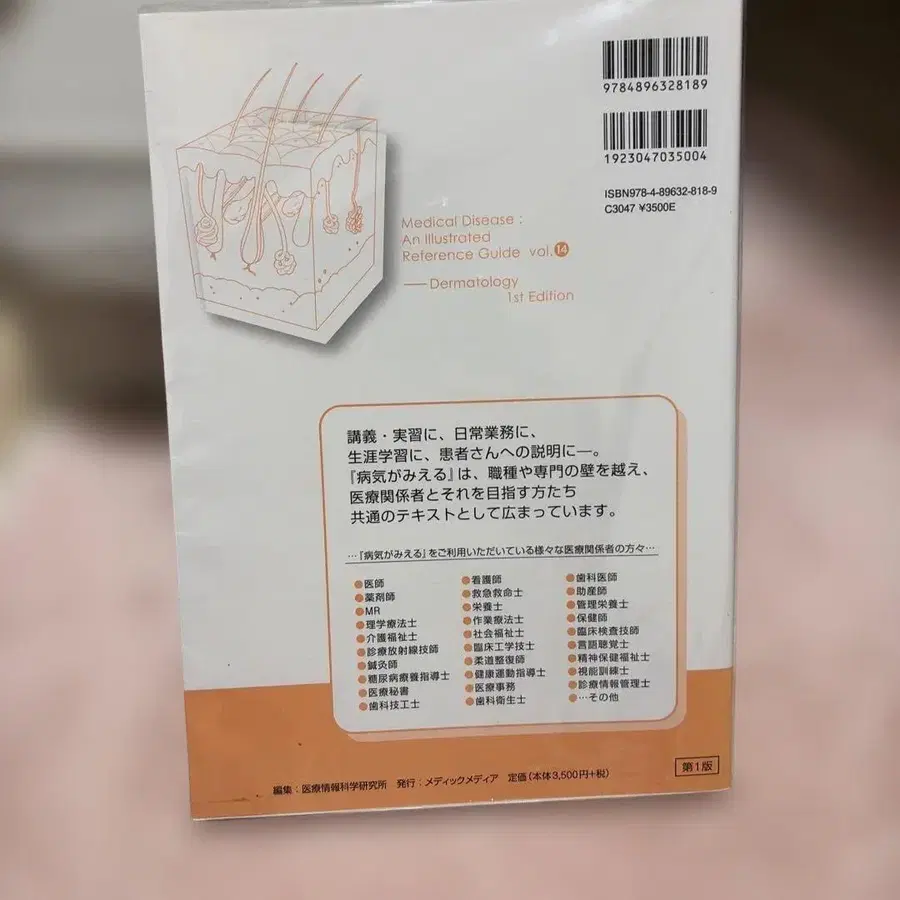 9784896328189
1923047035004
ISBN978-4-89632-818-9
C3047 ¥3500E
Medical Disease :
An Illustrated
Reference Guide vol.14
Dermatology
1st Edition
講義・実習に、日常業務に、
生涯学習に、患者さんへの説明に―。
『病気がみえる』は、職種や専門の壁を越え、
医療関係者とそれを目指す方たち
共通のテキストとして広まっています。
…『病気がみえる』をご利用いただいている様々な医療関係者の方々…
●医師
●薬剤師
●MR
●理学療法士
●介護福祉士
●診療放射線技師
●鍼灸師
●糖尿病療養指導士
●医療秘書
●歯科技工士
●看護師
●救急救命士
●栄養士
●作業療法士
●社会福祉士
●臨床工学技士
●柔道整復師
●健康運動指導士
●医療事務
●歯科衛生士
●歯科医師
●助産師
●管理栄養士
●保健師
●臨床検査技師
●言語聴覚士
●精神保健福祉士
●視能訓練士
●診療情報管理士
●…その他
第1版
編集:医療情報科学研究所 発行:メディックメディア 定価(本体3,500円+税)